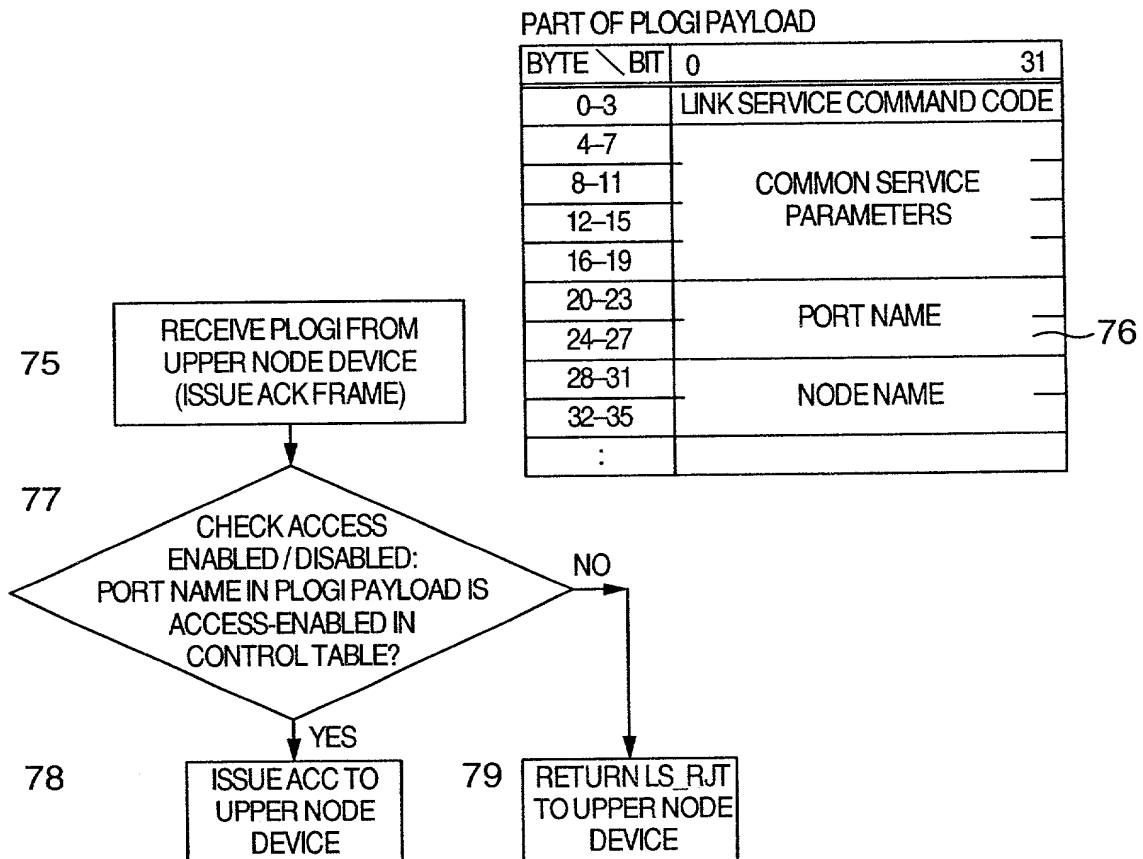 PART OF PLOGI PAYLOAD
BYTE \ BIT 0 31
0–3 LINK SERVICE COMMAND CODE
4–7
8–11
12–15
16–19
COMMON SERVICE
PARAMETERS
20–23
24–27
PORT NAME
76
28–31
32–35
NODE NAME
:
75
RECEIVE PLOGI FROM
UPPER NODE DEVICE
(ISSUE ACK FRAME)
77
CHECK ACCESS
ENABLED / DISABLED:
PORT NAME IN PLOGI PAYLOAD IS
ACCESS-ENABLED IN
CONTROL TABLE?
NO
YES
78
ISSUE ACC TO
UPPER NODE
DEVICE
79
RETURN LS_RJT
TO UPPER NODE
DEVICE